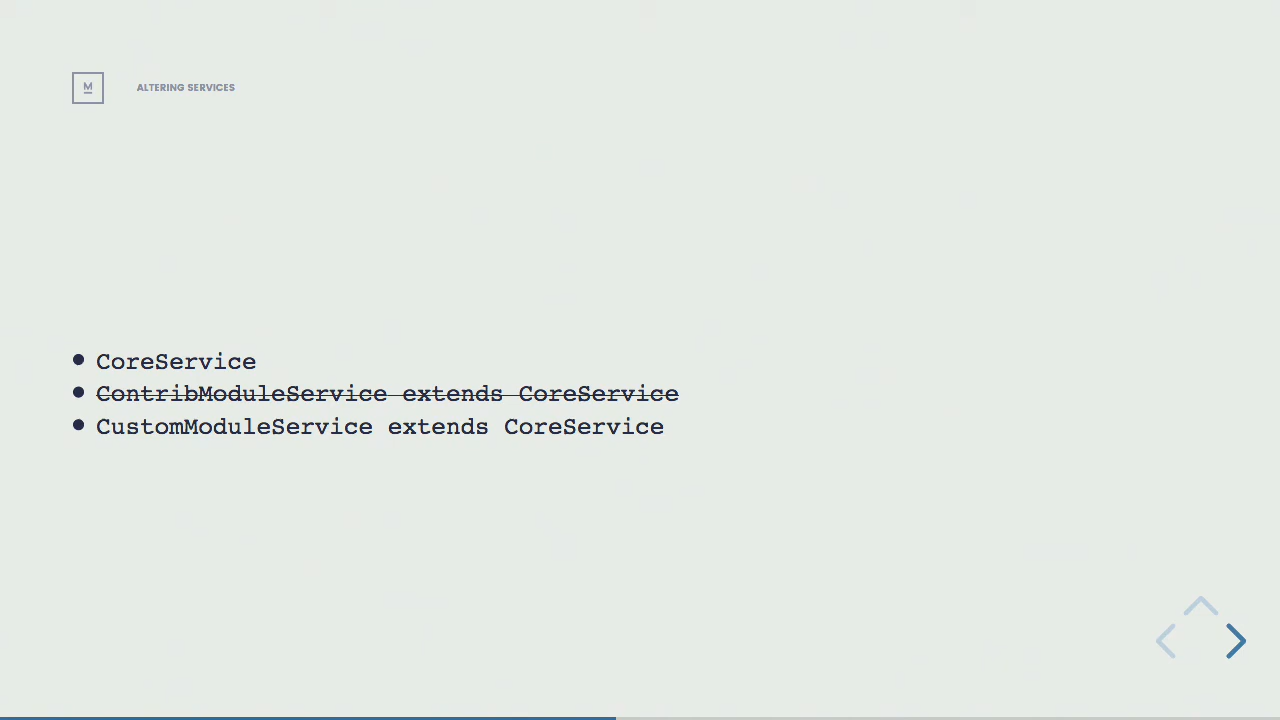 M
ALTERING SERVICES
CoreService
ContribModuleService extends CoreService
CustomModuleService extends CoreService